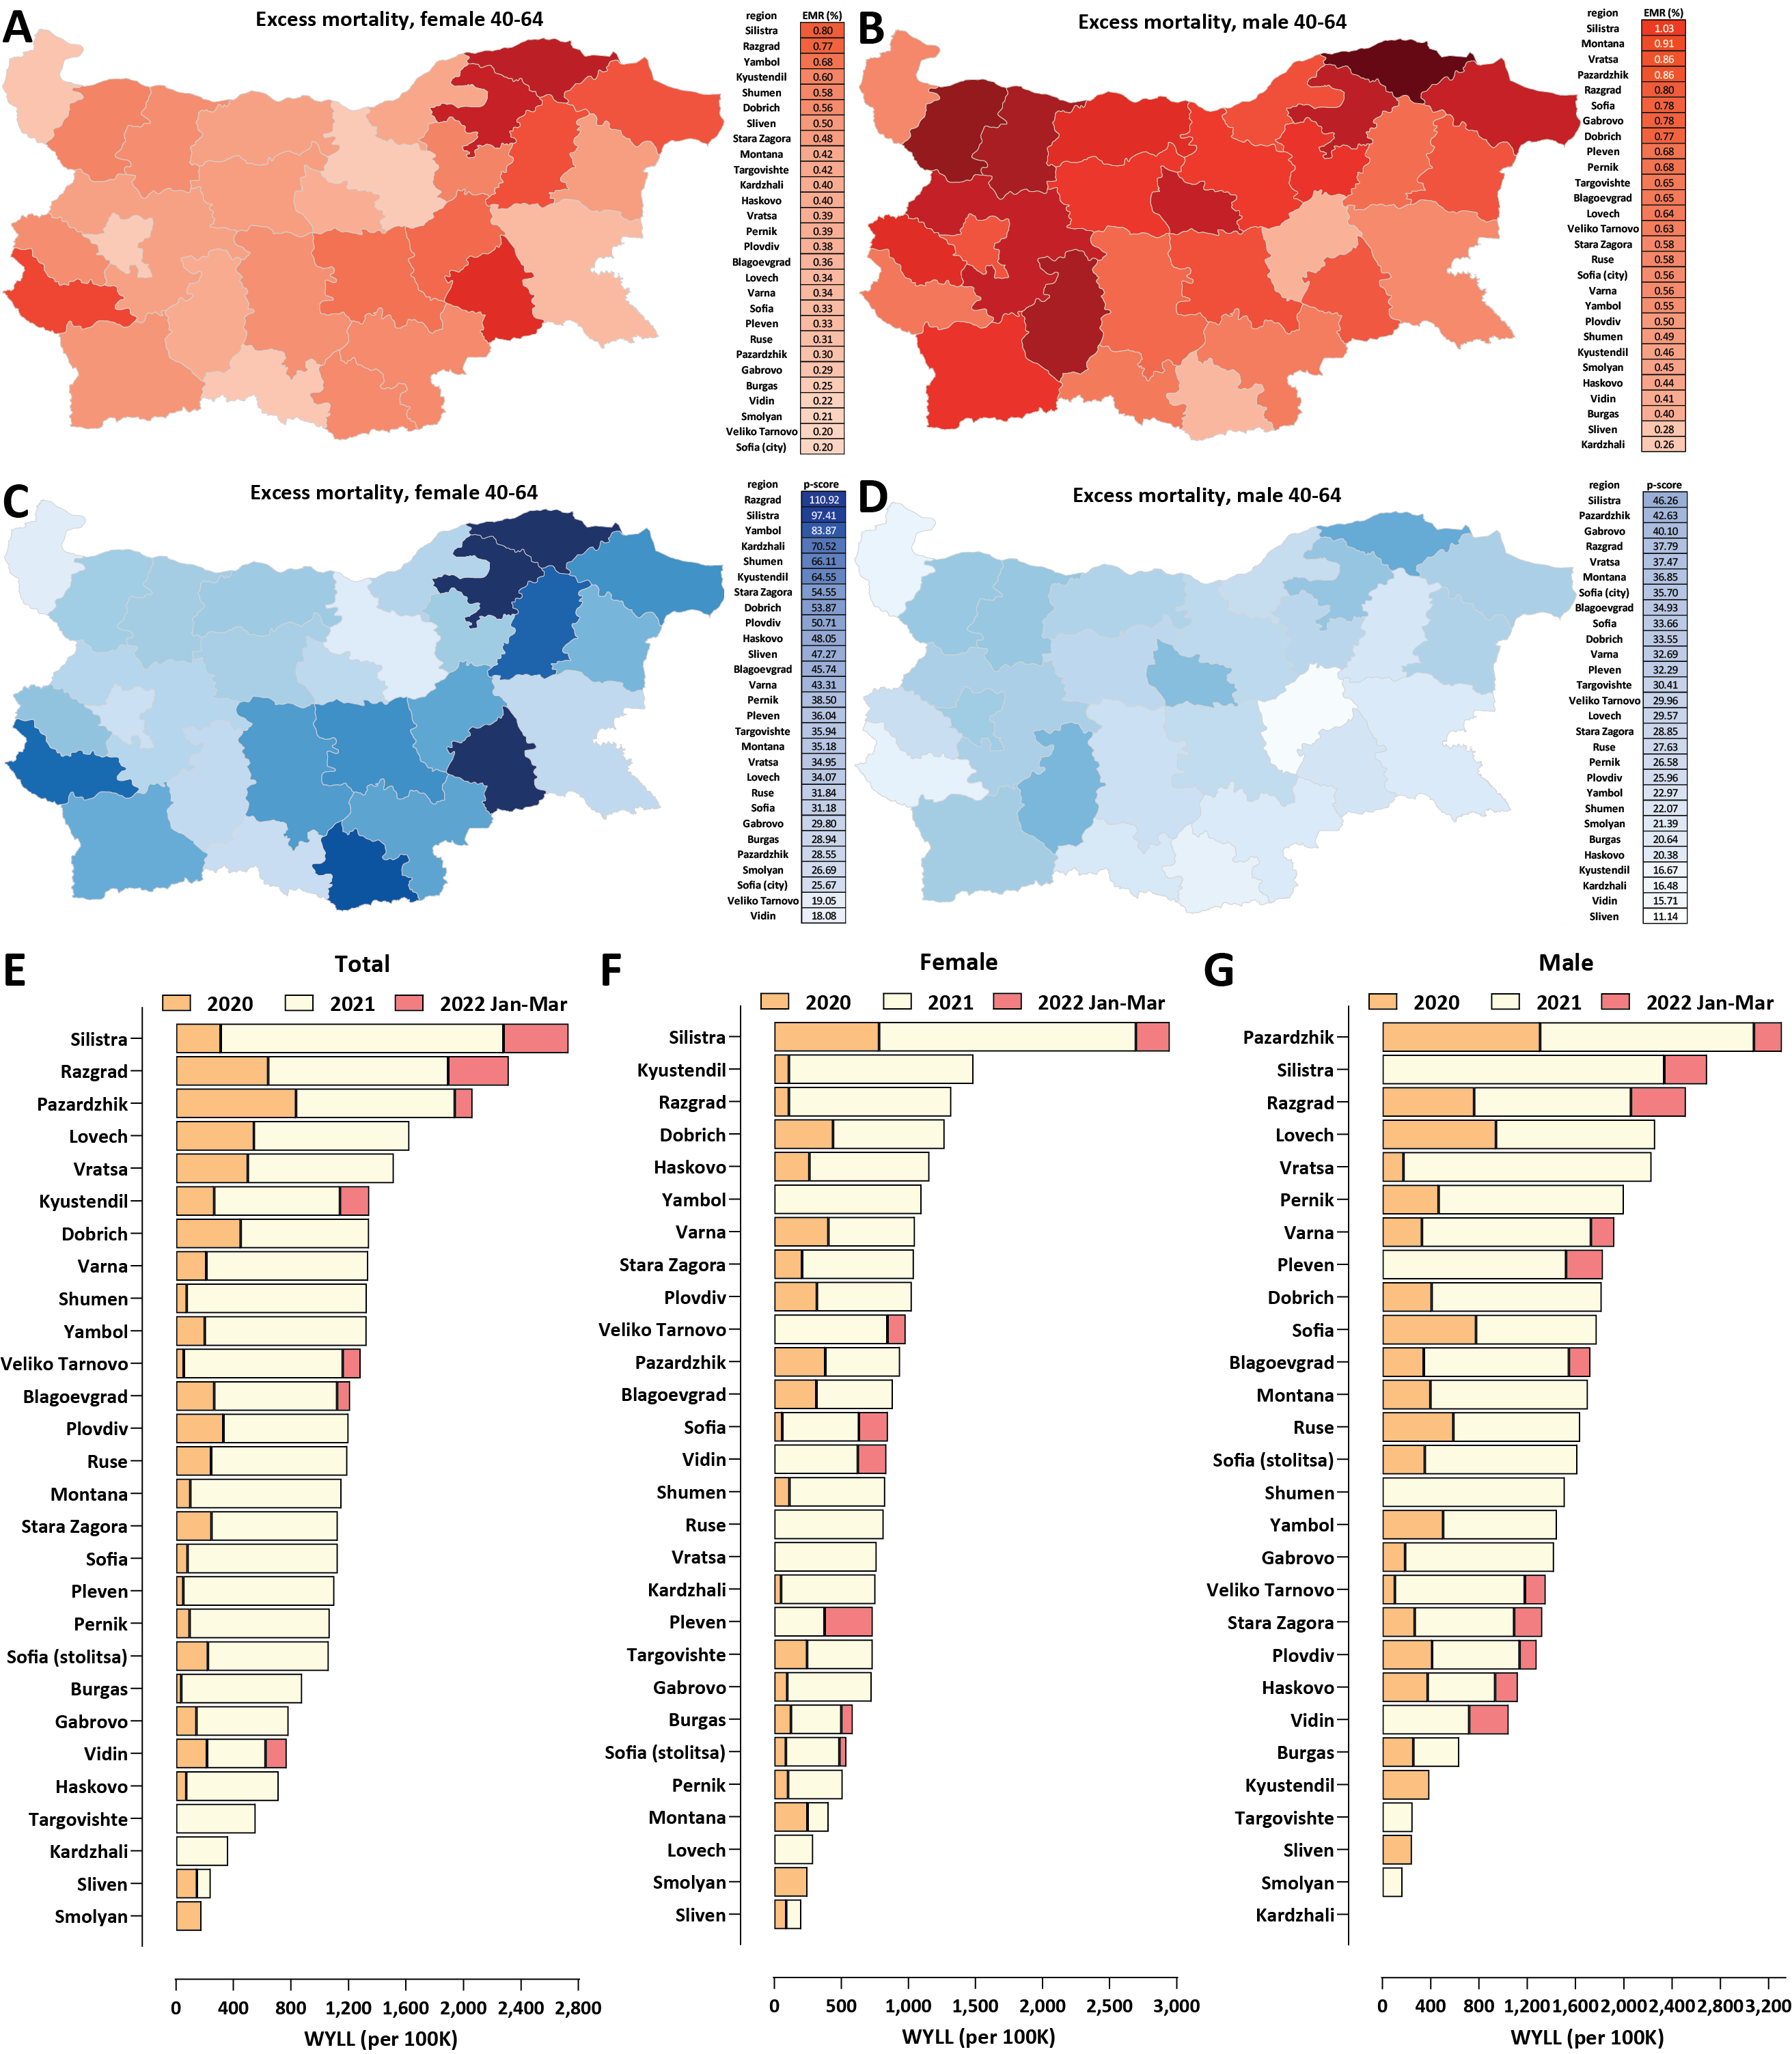 A
Excess mortality, female 40-64
region EMR (%)
Silistra 0.80
Razgrad 0.77
Yambol 0.68
Kyustendil 0.60
Shumen 0.58
Dobrich 0.56
Sliven 0.50
Stara Zagora 0.48
Montana 0.42
Targovishte 0.42
Kardzhali 0.40
Haskovo 0.40
Vratsa 0.39
Pernik 0.39
Plovdiv 0.38
Blagoevgrad 0.36
Lovech 0.34
Varna 0.34
Sofia 0.33
Pleven 0.33
Ruse 0.31
Pazardzhik 0.30
Gabrovo 0.29
Burgas 0.25
Vidin 0.22
Smolyan 0.21
Veliko Tarnovo 0.20
Sofia (city) 0.20
B
Excess mortality, male 40-64
region EMR (%)
Silistra 1.03
Montana 0.91
Vratsa 0.86
Pazardzhik 0.86
Razgrad 0.80
Sofia 0.78
Gabrovo 0.78
Dobrich 0.77
Pleven 0.68
Pernik 0.68
Targovishte 0.65
Blagoevgrad 0.65
Lovech 0.64
Veliko Tarnovo 0.63
Stara Zagora 0.58
Ruse 0.58
Sofia (city) 0.56
Varna 0.56
Yambol 0.55
Plovdiv 0.50
Shumen 0.49
Kyustendil 0.46
Smolyan 0.45
Haskovo 0.44
Vidin 0.41
Burgas 0.40
Sliven 0.28
Kardzhali 0.26
C
Excess mortality, female 40-64
region p-score
Razgrad 110.92
Silistra 97.41
Yambol 83.87
Kardzhali 70.52
Shumen 66.11
Kyustendil 64.55
Stara Zagora 54.55
Dobrich 53.87
Plovdiv 50.71
Haskovo 48.05
Sliven 47.27
Blagoevgrad 45.74
Varna 43.31
Pernik 38.50
Pleven 36.04
Targovishte 35.94
Montana 35.18
Vratsa 34.95
Lovech 34.07
Ruse 31.84
Sofia 31.18
Gabrovo 29.80
Burgas 28.94
Pazardzhik 28.55
Smolyan 26.69
Sofia (city) 25.67
Veliko Tarnovo 19.05
Vidin 18.08
D
Excess mortality, male 40-64
region p-score
Silistra 46.26
Pazardzhik 42.63
Gabrovo 40.10
Razgrad 37.79
Vratsa 37.47
Montana 36.85
Sofia (city) 35.70
Blagoevgrad 34.93
Sofia 33.66
Dobrich 33.55
Varna 32.69
Pleven 32.29
Targovishte 30.41
Veliko Tarnovo 29.96
Lovech 29.57
Stara Zagora 28.85
Ruse 27.63
Pernik 26.58
Plovdiv 25.96
Yambol 22.97
Shumen 22.07
Smolyan 21.39
Burgas 20.64
Haskovo 20.38
Kyustendil 16.67
Kardzhali 16.48
Vidin 15.71
Sliven 11.14
E
Total
2020 2021 2022 Jan-Mar
Silistra
Razgrad
Pazardzhik
Lovech
Vratsa
Kyustendil
Dobrich
Varna
Shumen
Yambol
Veliko Tarnovo
Blagoevgrad
Plovdiv
Ruse
Montana
Stara Zagora
Sofia
Pleven
Pernik
Sofia (stolitsa)
Burgas
Gabrovo
Vidin
Haskovo
Targovishte
Kardzhali
Sliven
Smolyan
0 400 800 1,200 1,600 2,000 2,400 2,800
WYLL (per 100K)
F
Female
2020 2021 2022 Jan-Mar
Silistra
Kyustendil
Razgrad
Dobrich
Haskovo
Yambol
Varna
Stara Zagora
Plovdiv
Veliko Tarnovo
Pazardzhik
Blagoevgrad
Sofia
Vidin
Shumen
Ruse
Vratsa
Kardzhali
Pleven
Targovishte
Gabrovo
Burgas
Sofia (stolitsa)
Pernik
Montana
Lovech
Smolyan
Sliven
0 500 1,000 1,500 2,000 2,500 3,000
WYLL (per 100K)
G
Male
2020 2021 2022 Jan-Mar
Pazardzhik
Silistra
Razgrad
Lovech
Vratsa
Pernik
Varna
Pleven
Dobrich
Sofia
Blagoevgrad
Montana
Ruse
Sofia (stolitsa)
Shumen
Yambol
Gabrovo
Veliko Tarnovo
Stara Zagora
Plovdiv
Haskovo
Vidin
Burgas
Kyustendil
Targovishte
Sliven
Smolyan
Kardzhali
0 400 800 1,200 1,600 2,000 2,400 2,800 3,200
WYLL (per 100K)